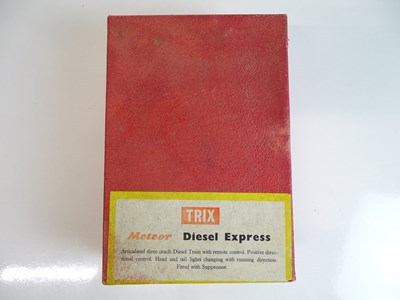 TRIX
Meteor Diesel Express
Articulated three coach Diesel Train with remote control. Positive direc-
tional control. Head and tail lights changing with running direction.
Fitted with Suppressor.